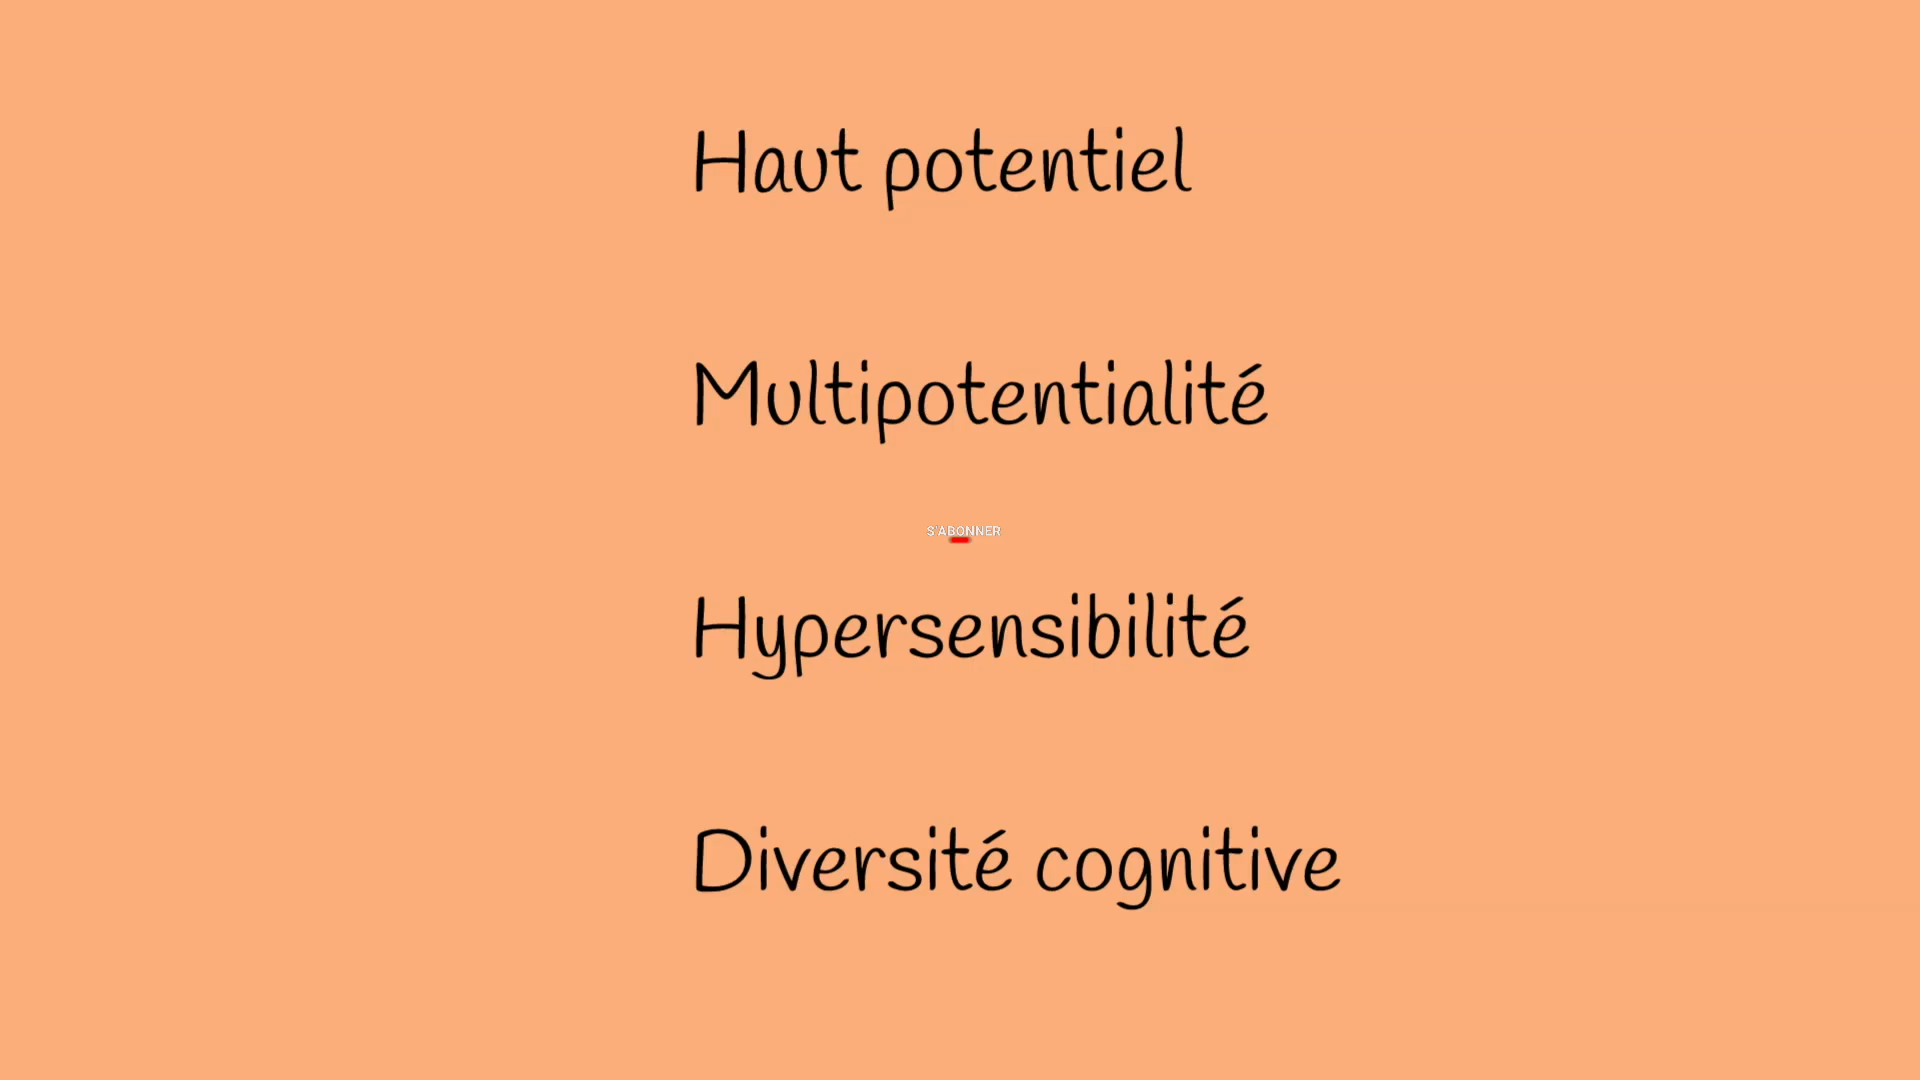 Haut potentiel
Multipotentialité
S'ABONNER
Hypersensibilité
Diversité cognitive